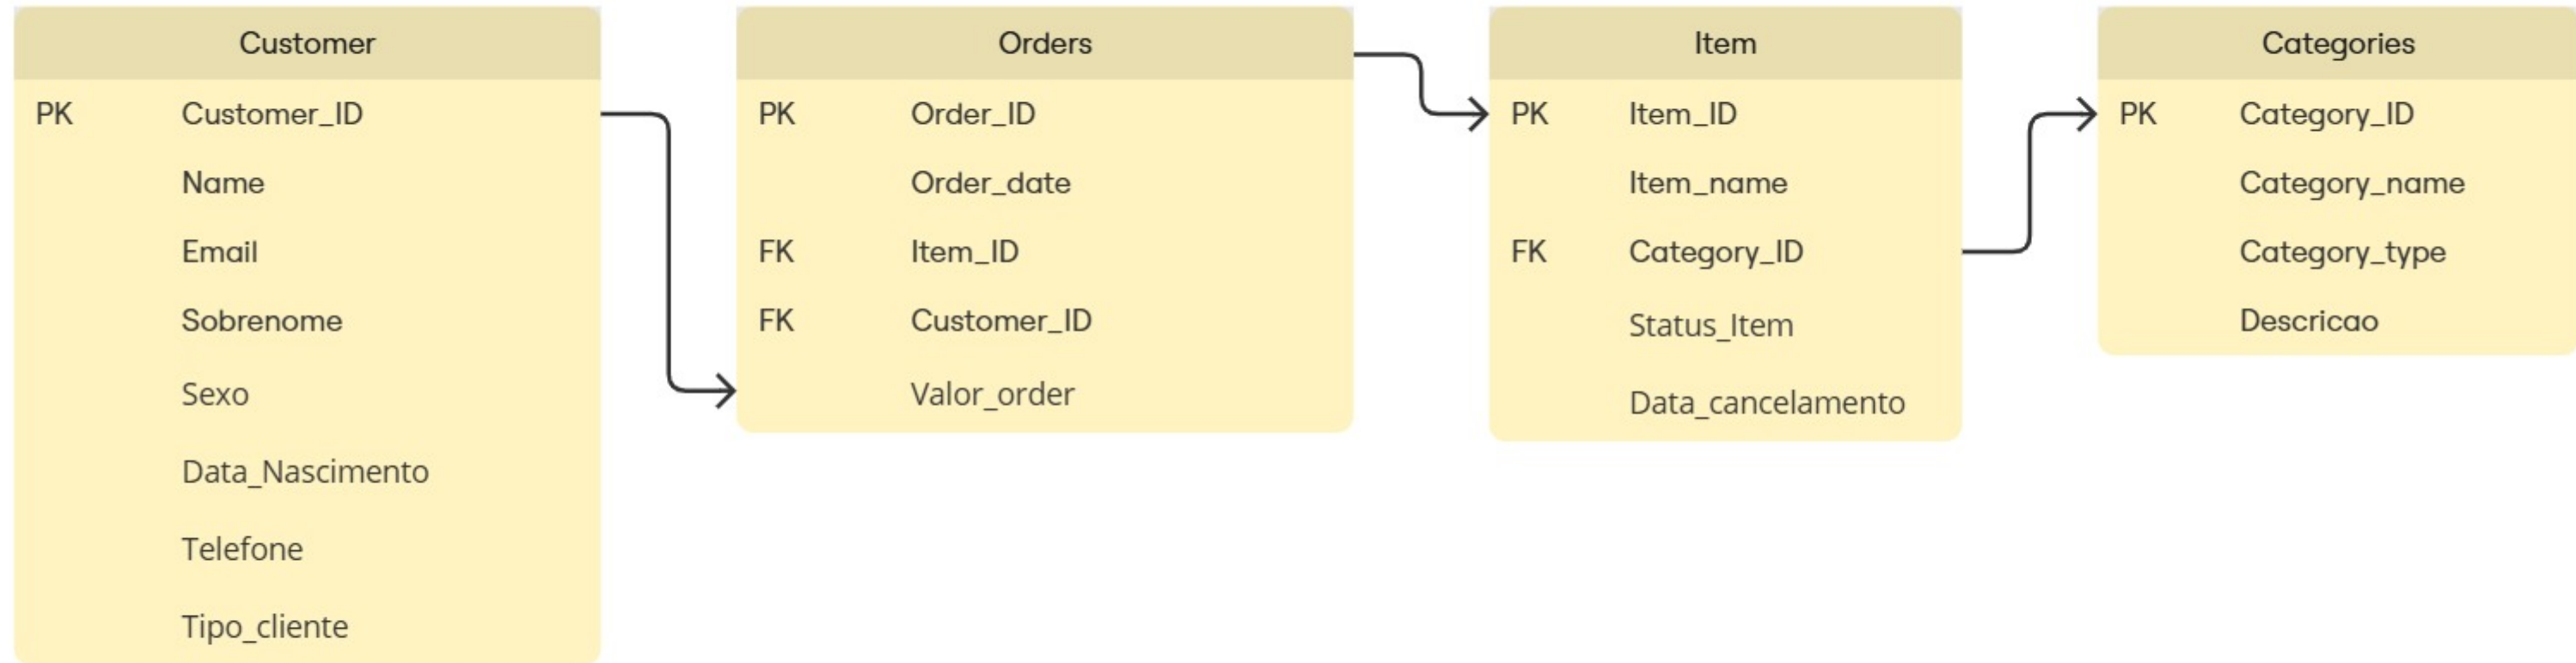 Customer
PK Customer_ID
Name
Email
Sobrenome
Sexo
Data_Nascimento
Telefone
Tipo_cliente
Orders
PK Order_ID
Order_date
FK Item_ID
FK Customer_ID
Valor_order
Item
PK Item_ID
Item_name
FK Category_ID
Status_Item
Data_cancelamento
Categories
PK Category_ID
Category_name
Category_type
Descricao